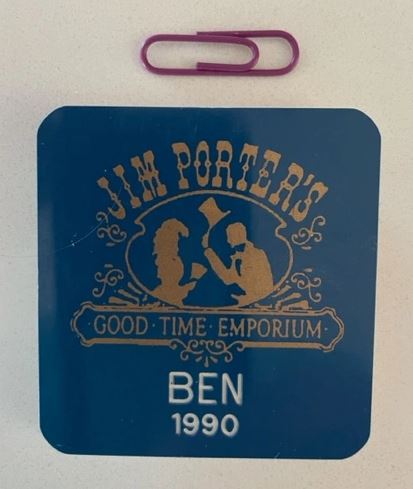 JIM PORTER'S
GOOD · TIME · EMPORIUM
BEN
1990